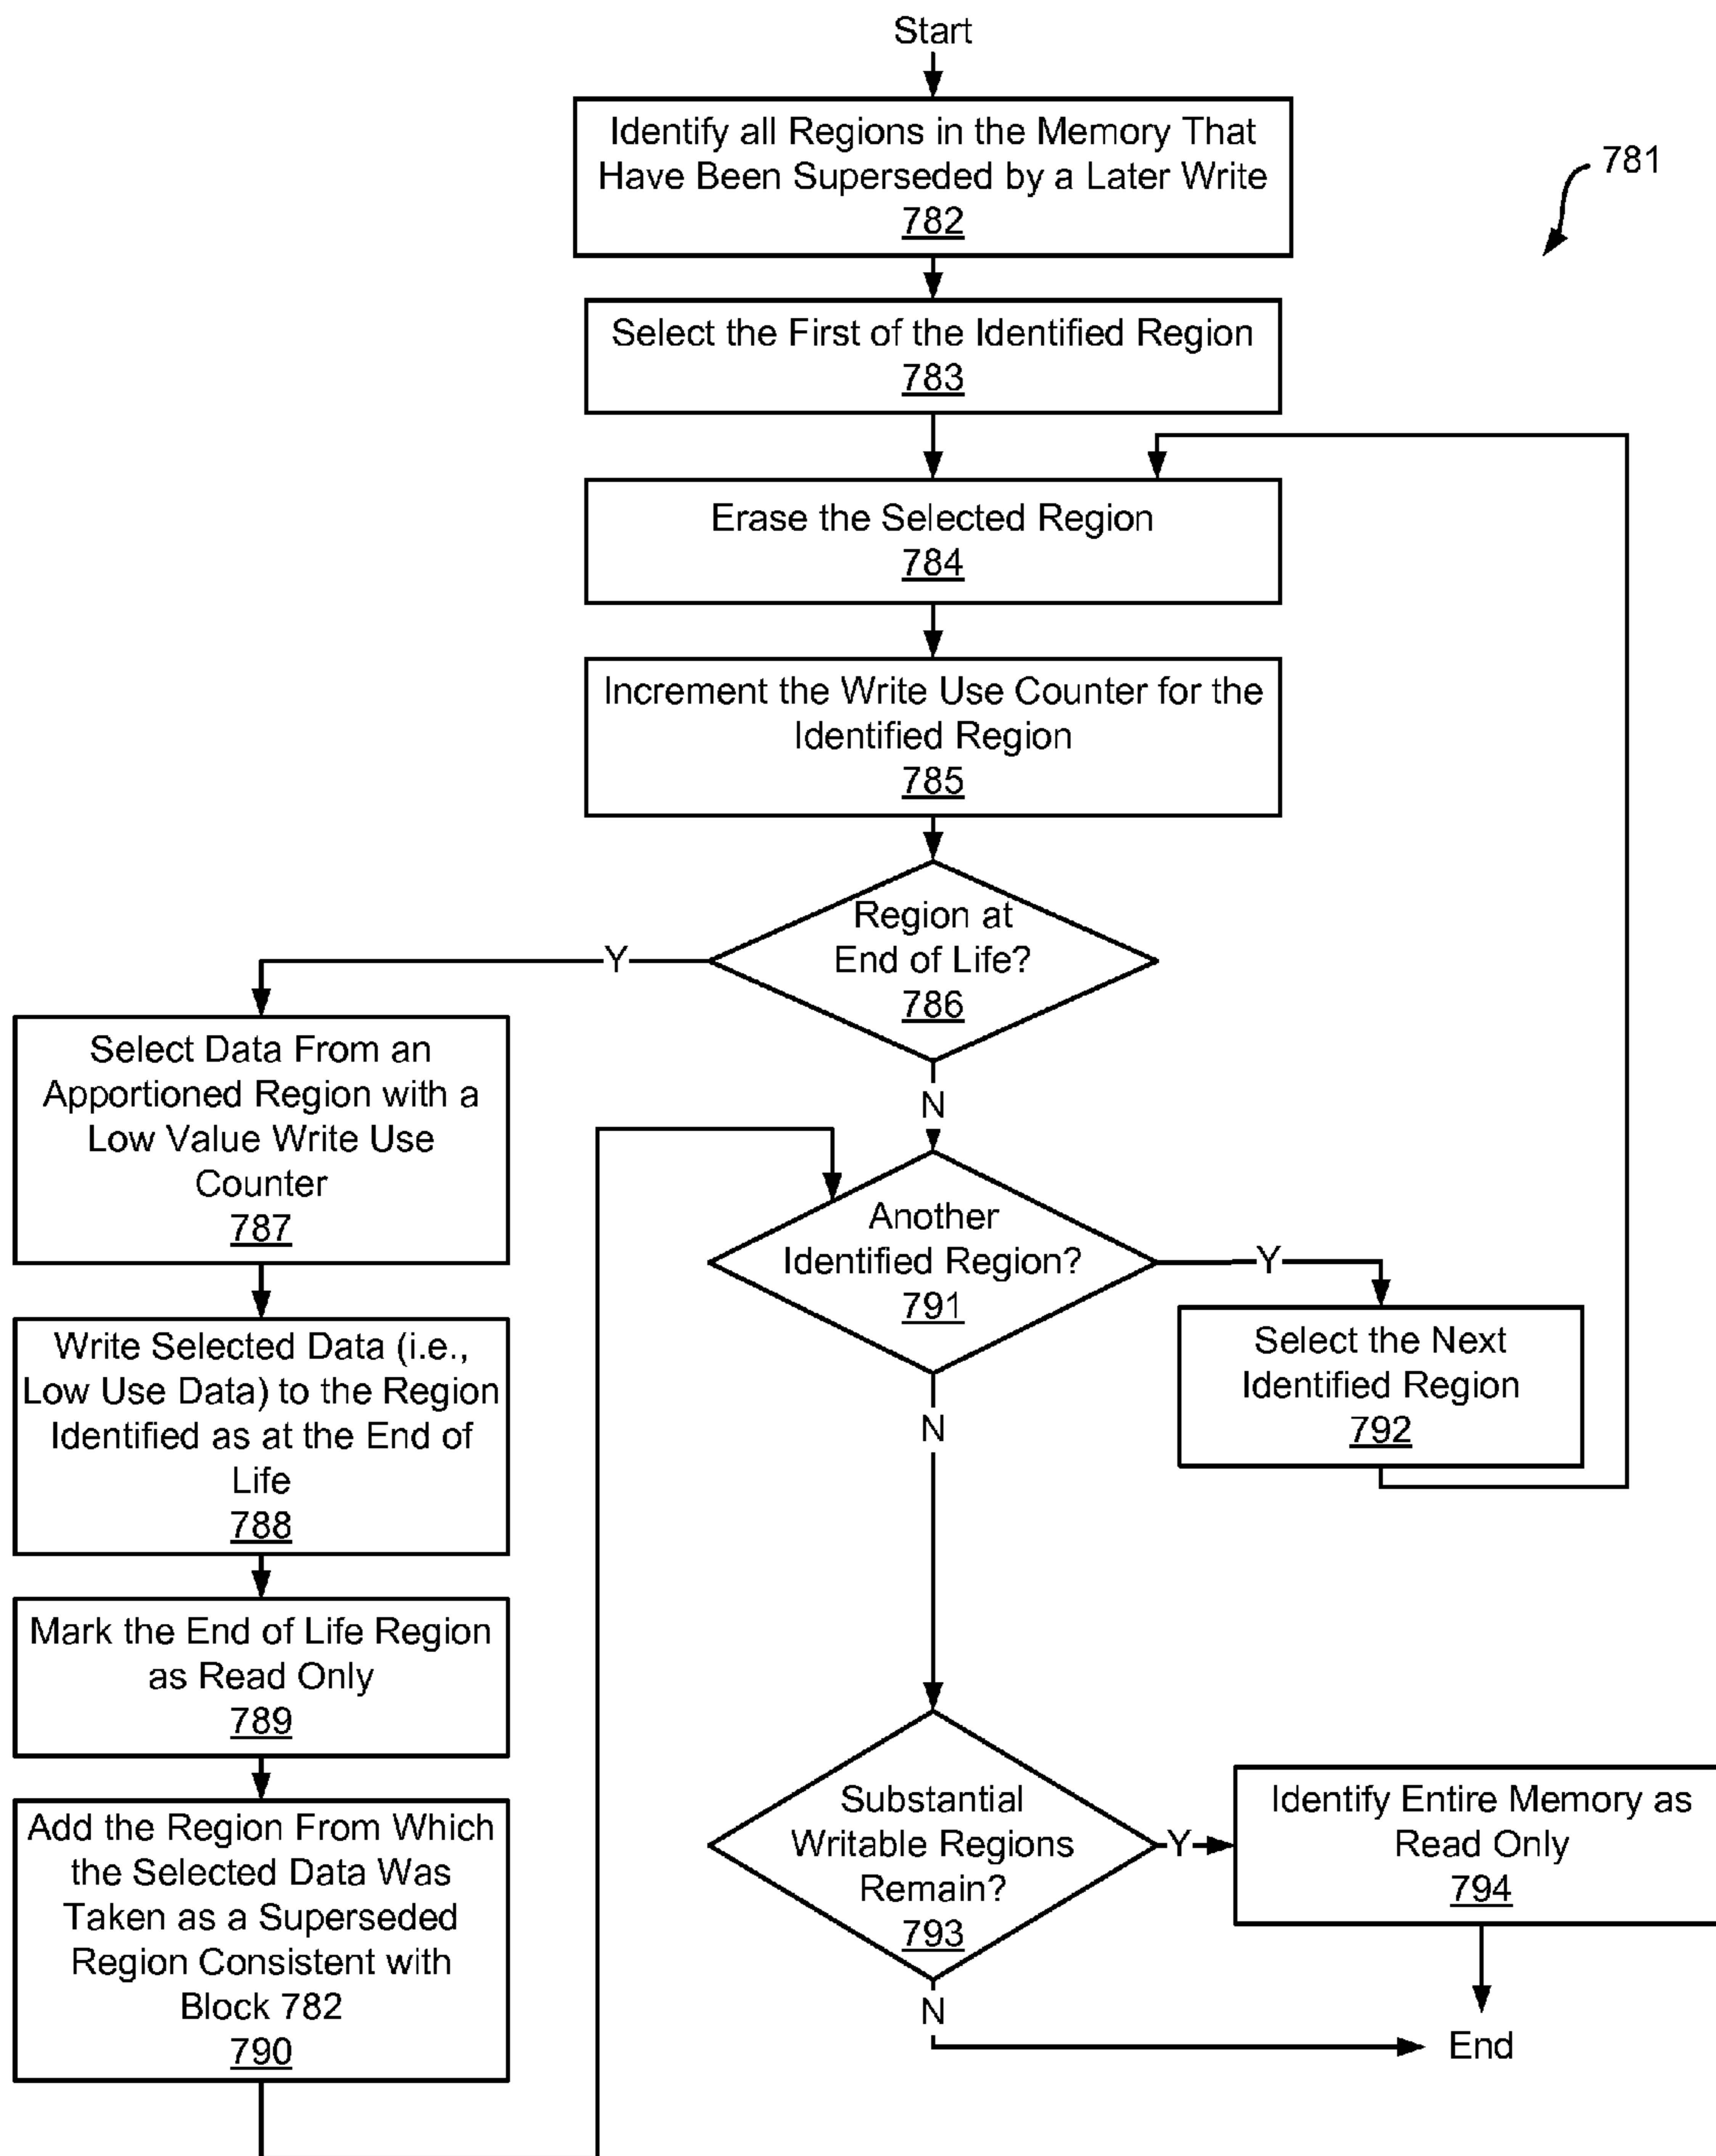 Start
Identify all Regions in the Memory That
Have Been Superseded by a Later Write
782
781
Select the First of the Identified Region
783
Erase the Selected Region
784
Increment the Write Use Counter for the
Identified Region
785
Region at
End of Life?
786
Y
N
Select Data From an
Apportioned Region with a
Low Value Write Use
Counter
787
Write Selected Data (i.e.,
Low Use Data) to the Region
Identified as at the End of
Life
788
Mark the End of Life Region
as Read Only
789
Add the Region From Which
the Selected Data Was
Taken as a Superseded
Region Consistent with
Block 782
790
Another
Identified Region?
791
Y
N
Select the Next
Identified Region
792
Substantial
Writable Regions
Remain?
793
Y
N
Identify Entire Memory as
Read Only
794
End